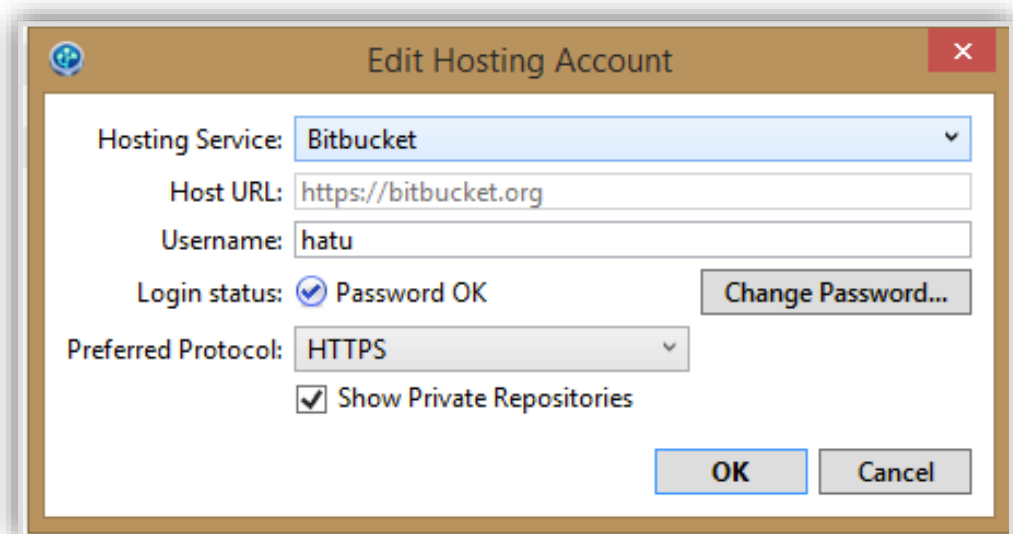 Edit Hosting Account
Hosting Service: Bitbucket
Host URL: https://bitbucket.org
Username: hatu
Login status: Password OK Change Password...
Preferred Protocol: HTTPS
Show Private Repositories
OK Cancel